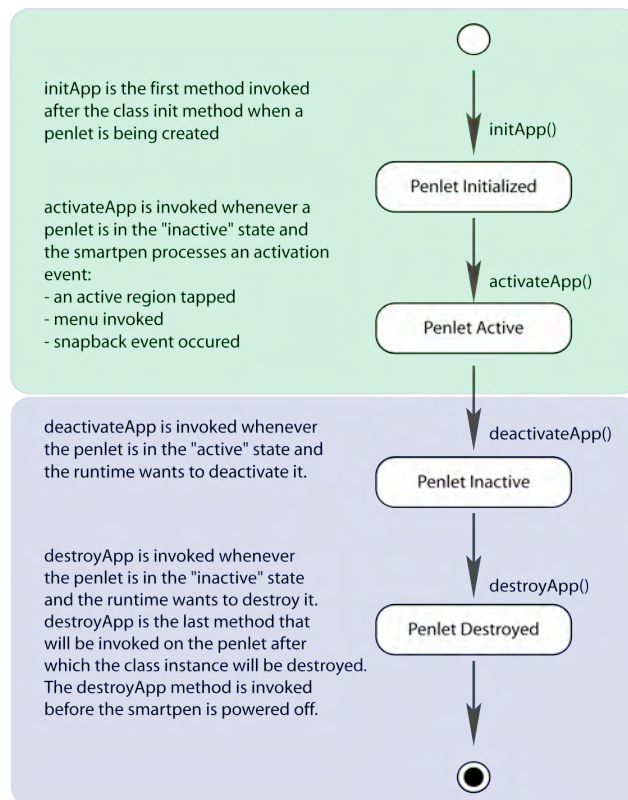 initApp is the first method invoked
after the class init method when a
penlet is being created
initApp()
Penlet Initialized
activateApp is invoked whenever a
penlet is in the "inactive" state and
the smartpen processes an activation
event:
- an active region tapped
- menu invoked
- snapback event occured
activateApp()
Penlet Active
deactivateApp is invoked whenever
the penlet is in the "active" state and
the runtime wants to deactivate it.
deactivateApp()
Penlet Inactive
destroyApp is invoked whenever
the penlet is in the "inactive" state
and the runtime wants to destroy it.
destroyApp is the last method that
will be invoked on the penlet after
which the class instance will be destroyed.
The destroyApp method is invoked
before the smartpen is powered off.
destroyApp()
Penlet Destroyed